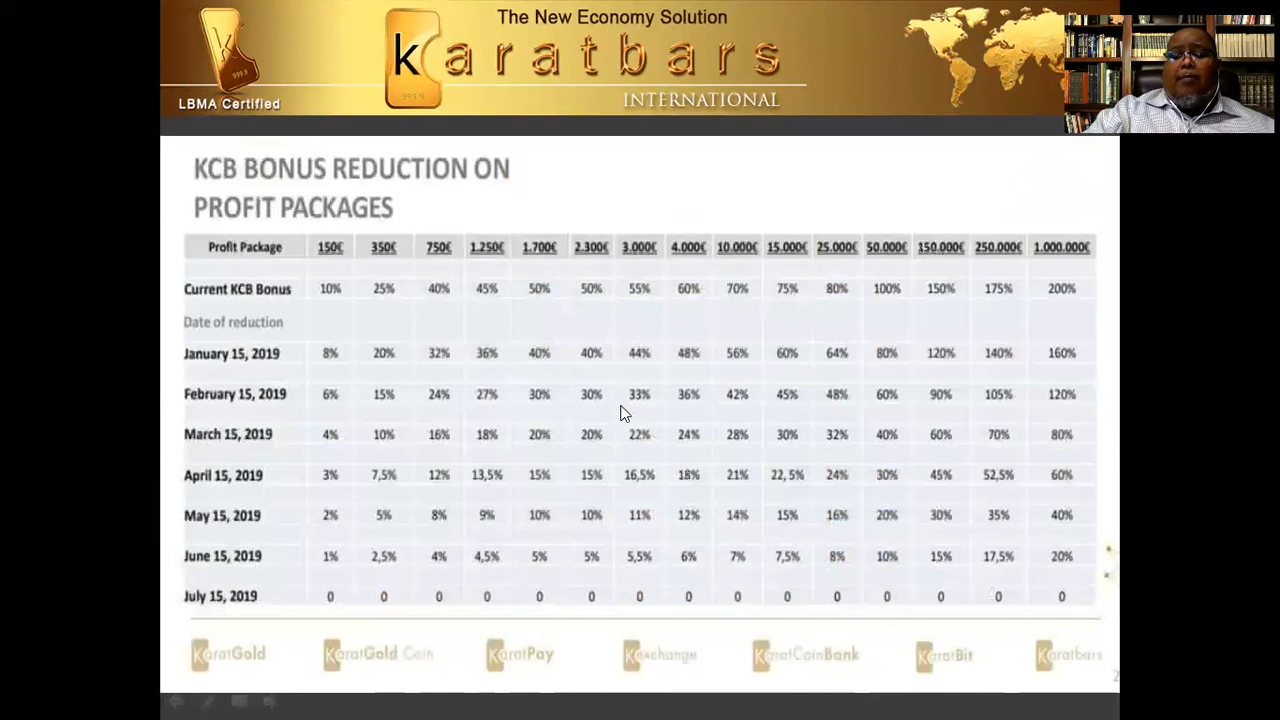 The New Economy Solution
karatbars
INTERNATIONAL
999.9
999.9
LBMA Certified
KCB BONUS REDUCTION ON
PROFIT PACKAGES
Profit Package 150€ 350€ 750€ 1.250€ 1.700€ 2.300€ 3.000€ 4.000€ 10.000€ 15.000€ 25.000€ 50.000€ 150.000€ 250.000€ 1.000.000€
Current KCB Bonus 10% 25% 40% 45% 50% 50% 55% 60% 70% 75% 80% 100% 150% 175% 200%
Date of reduction
January 15, 2019 8% 20% 32% 36% 40% 40% 44% 48% 56% 60% 64% 80% 120% 140% 160%
February 15, 2019 6% 15% 24% 27% 30% 30% 33% 36% 42% 45% 48% 60% 90% 105% 120%
March 15, 2019 4% 10% 16% 18% 20% 20% 22% 24% 28% 30% 32% 40% 60% 70% 80%
April 15, 2019 3% 7,5% 12% 13,5% 15% 15% 16,5% 18% 21% 22,5% 24% 30% 45% 52,5% 60%
May 15, 2019 2% 5% 8% 9% 10% 10% 11% 12% 14% 15% 16% 20% 30% 35% 40%
June 15, 2019 1% 2,5% 4% 4,5% 5% 5% 5,5% 6% 7% 7,5% 8% 10% 15% 17,5% 20%
July 15, 2019 0 0 0 0 0 0 0 0 0 0 0 0 0 0 0
KaratGold KaratGold Coin KaratPay Kexchange KaratCoinBank KaratBit Karatbars